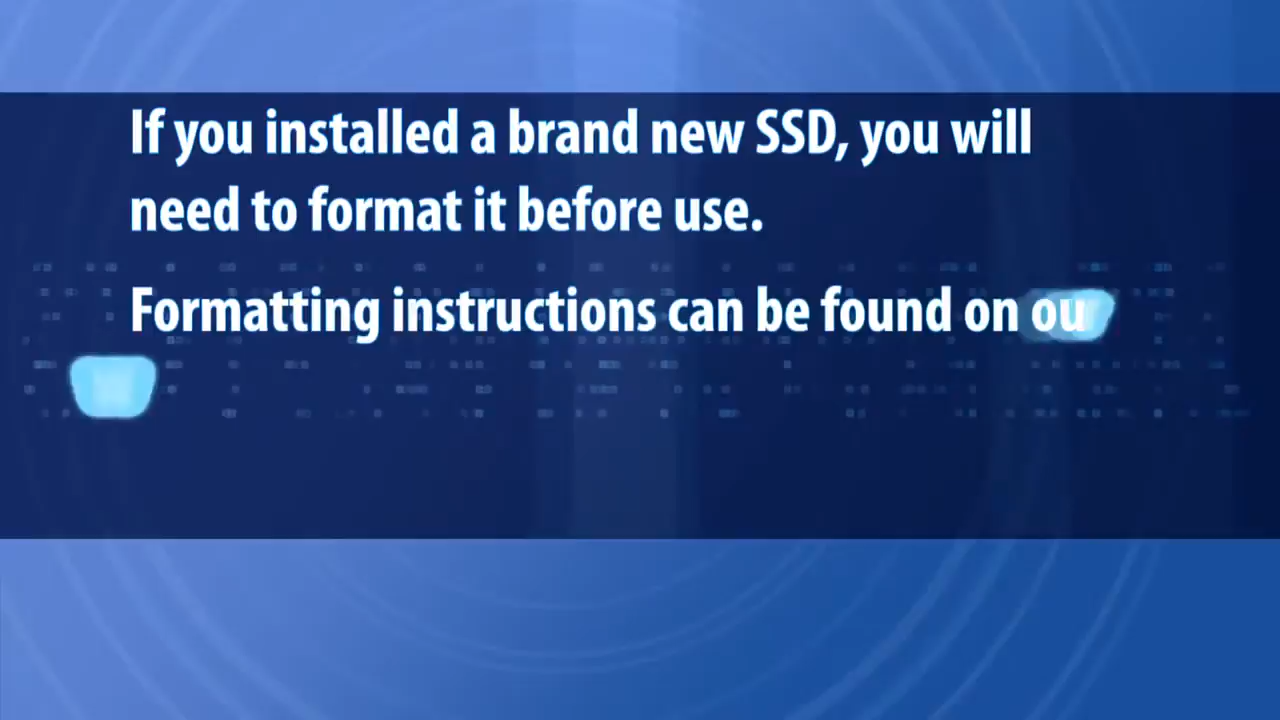 If you installed a brand new SSD, you will
need to format it before use.
Formatting instructions can be found on ou